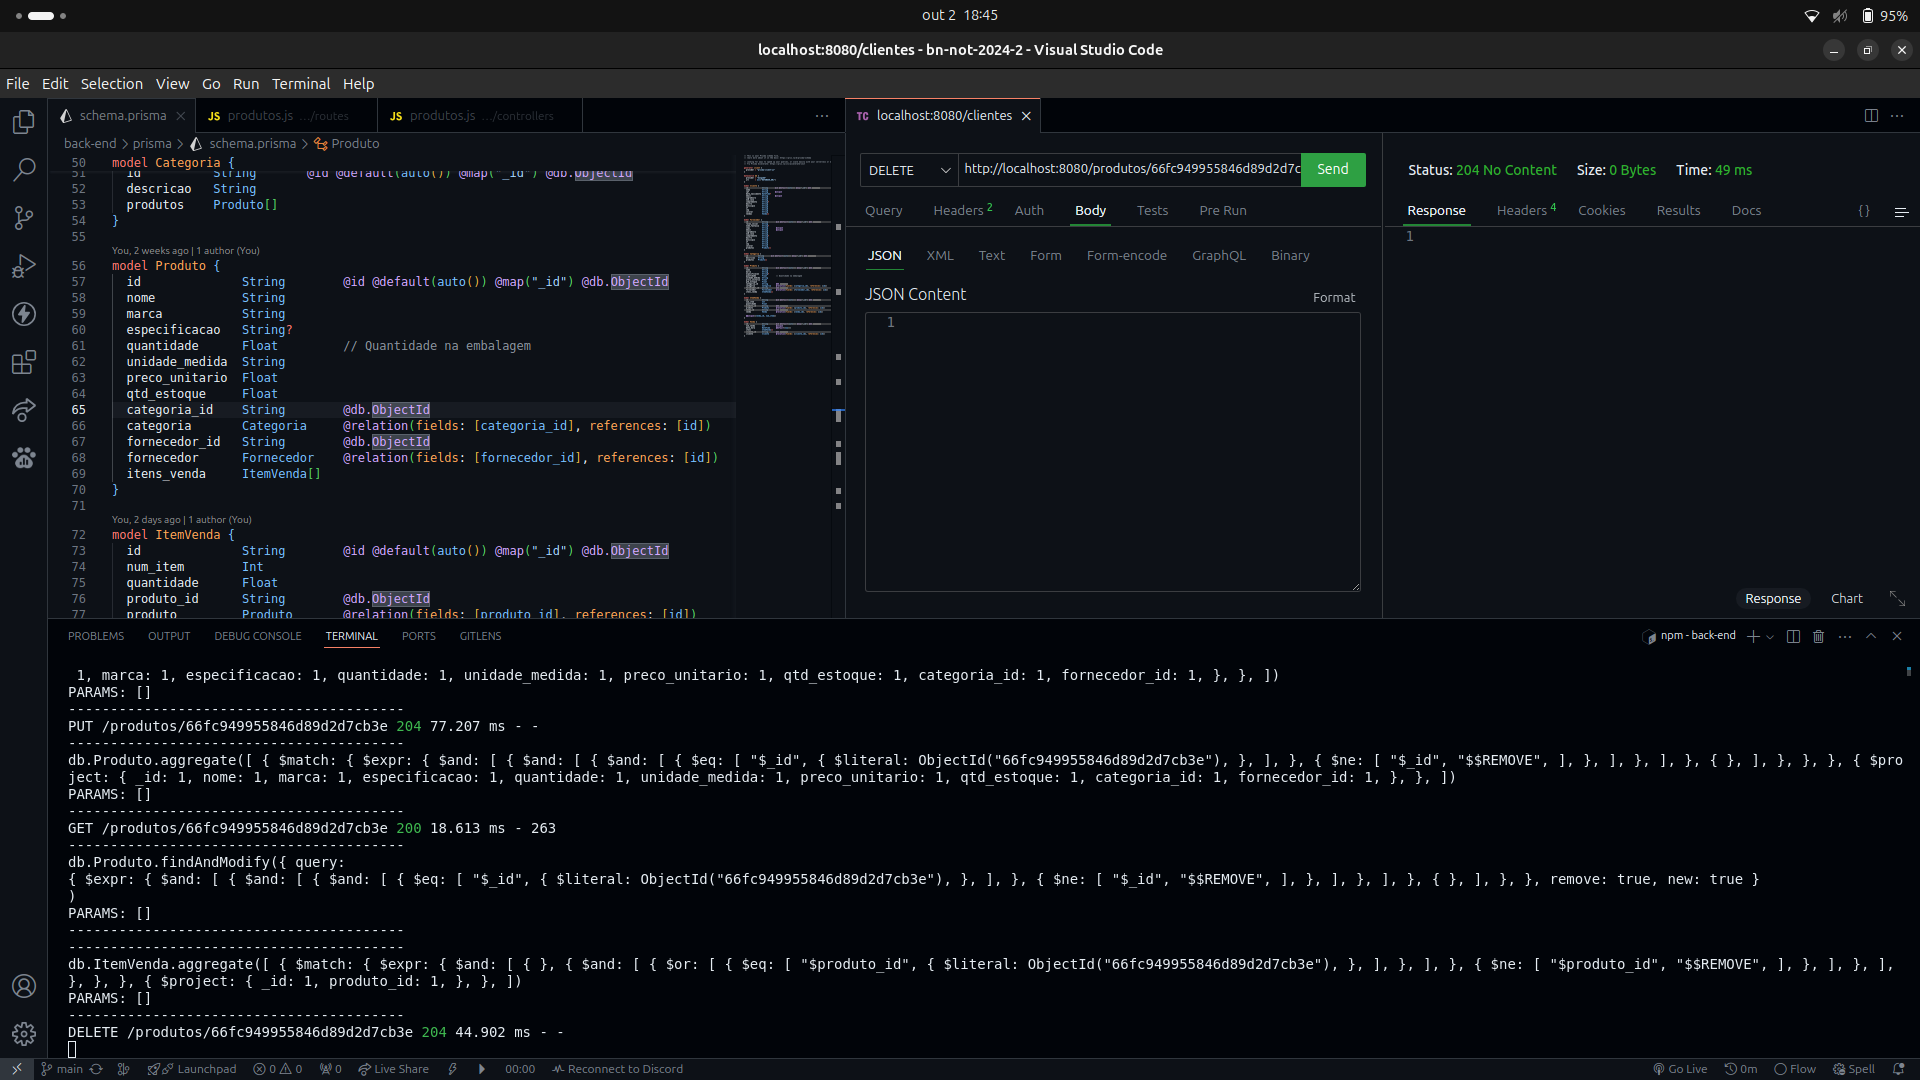 out 2 18:45
95%
localhost:8080/clientes - bn-not-2024-2 - Visual Studio Code
File Edit Selection View Go Run Terminal Help
schema.prisma
JS produtos.js .../routes
JS produtos.js .../controllers
TC localhost:8080/clientes
back-end > prisma > schema.prisma > Produto
50 model Categoria {
51 id String @id @default(auto()) @map("_id") @db.ObjectId
52 descricao String
53 produtos Produto[]
54 }
55
You, 2 weeks ago | 1 author (You)
56 model Produto {
57 id String @id @default(auto()) @map("_id") @db.ObjectId
58 nome String
59 marca String
60 especificacao String?
61 quantidade Float // Quantidade na embalagem
62 unidade_medida String
63 preco_unitario Float
64 qtd_estoque Float
65 categoria_id String @db.ObjectId
66 categoria Categoria @relation(fields: [categoria_id], references: [id])
67 fornecedor_id String @db.ObjectId
68 fornecedor Fornecedor @relation(fields: [fornecedor_id], references: [id])
69 itens_venda ItemVenda[]
70 }
71
You, 2 days ago | 1 author (You)
72 model ItemVenda {
73 id String @id @default(auto()) @map("_id") @db.ObjectId
74 num_item Int
75 quantidade Float
76 produto_id String @db.ObjectId
77 produto Produto @relation(fields: [produto_id], references: [id])
DELETE http://localhost:8080/produtos/66fc949955846d89d2d7c Send
Query Headers 2 Auth Body Tests Pre Run
JSON XML Text Form Form-encode GraphQL Binary
JSON Content
Format
1
Status: 204 No Content Size: 0 Bytes Time: 49 ms
Response Headers 4 Cookies Results Docs { }
1
Response Chart
PROBLEMS OUTPUT DEBUG CONSOLE TERMINAL PORTS GITLENS
npm - back-end
1, marca: 1, especificacao: 1, quantidade: 1, unidade_medida: 1, preco_unitario: 1, qtd_estoque: 1, categoria_id: 1, fornecedor_id: 1, }, }, ])
PARAMS: []
----------------------------------------
PUT /produtos/66fc949955846d89d2d7cb3e 204 77.207 ms - -
----------------------------------------
db.Produto.aggregate([ { $match: { $expr: { $and: [ { $and: [ { $and: [ { $eq: [ "$_id", { $literal: ObjectId("66fc949955846d89d2d7cb3e"), }, ], }, { $ne: [ "$_id", "$$REMOVE", ], }, ], }, ], }, { }, ], }, }, }, { $pro
ject: { _id: 1, nome: 1, marca: 1, especificacao: 1, quantidade: 1, unidade_medida: 1, preco_unitario: 1, qtd_estoque: 1, categoria_id: 1, fornecedor_id: 1, }, }, ])
PARAMS: []
----------------------------------------
GET /produtos/66fc949955846d89d2d7cb3e 200 18.613 ms - 263
----------------------------------------
db.Produto.findAndModify({ query:
{ $expr: { $and: [ { $and: [ { $and: [ { $eq: [ "$_id", { $literal: ObjectId("66fc949955846d89d2d7cb3e"), }, ], }, { $ne: [ "$_id", "$$REMOVE", ], }, ], }, ], }, { }, ], }, }, remove: true, new: true }
)
PARAMS: []
----------------------------------------
----------------------------------------
db.ItemVenda.aggregate([ { $match: { $expr: { $and: [ { }, { $and: [ { $or: [ { $eq: [ "$produto_id", { $literal: ObjectId("66fc949955846d89d2d7cb3e"), }, ], }, ], }, { $ne: [ "$produto_id", "$$REMOVE", ], }, ], }, ],
}, }, }, { $project: { _id: 1, produto_id: 1, }, }, ])
PARAMS: []
----------------------------------------
DELETE /produtos/66fc949955846d89d2d7cb3e 204 44.902 ms - -
main Launchpad 0 0 0 Live Share 00:00 Reconnect to Discord
Go Live 0m Flow Spell